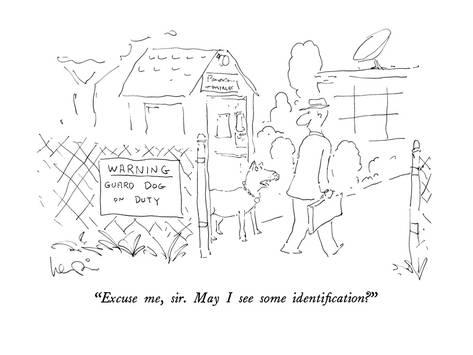 WARNING
GUARD DOG
ON DUTY
“Excuse me, sir. May I see some identification?”